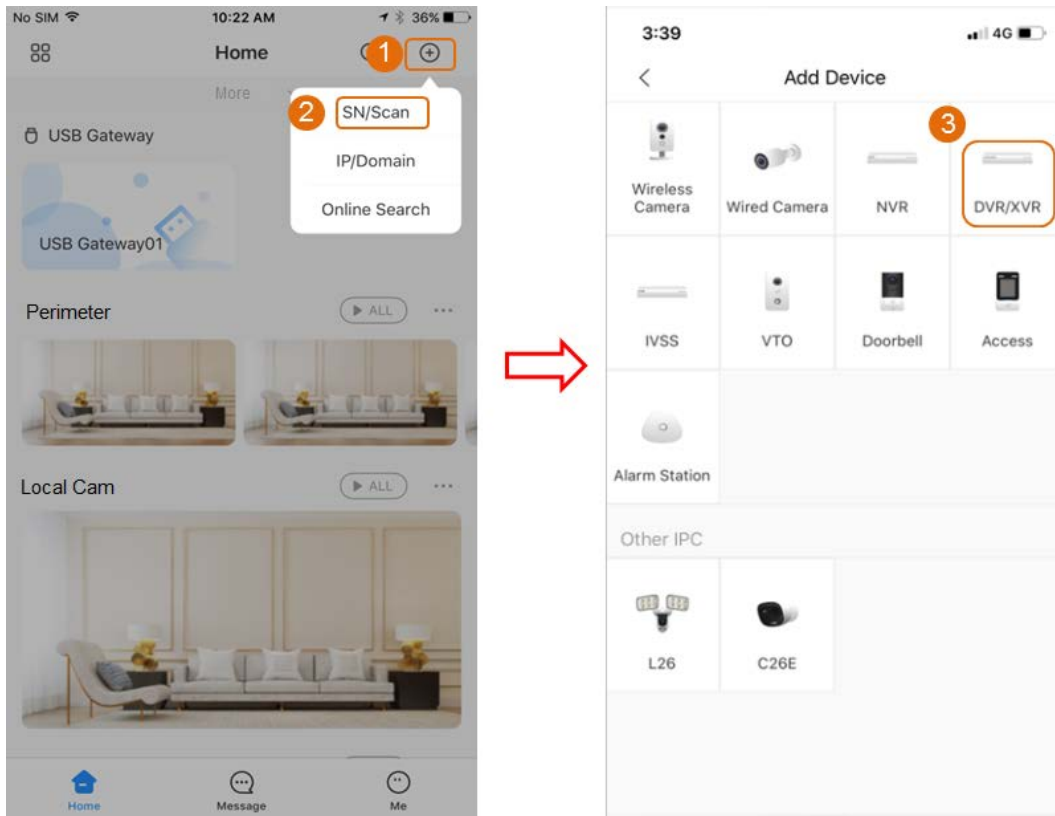 No SIM 10:22 AM 36%
Home 1
More
2 SN/Scan
IP/Domain
Online Search
USB Gateway
USB Gateway01
Perimeter ALL
Local Cam ALL
Home Message Me
3:39 4G
Add Device
3
Wireless
Camera Wired Camera NVR DVR/XVR
IVSS VTO Doorbell Access
Alarm Station
Other IPC
L26 C26E